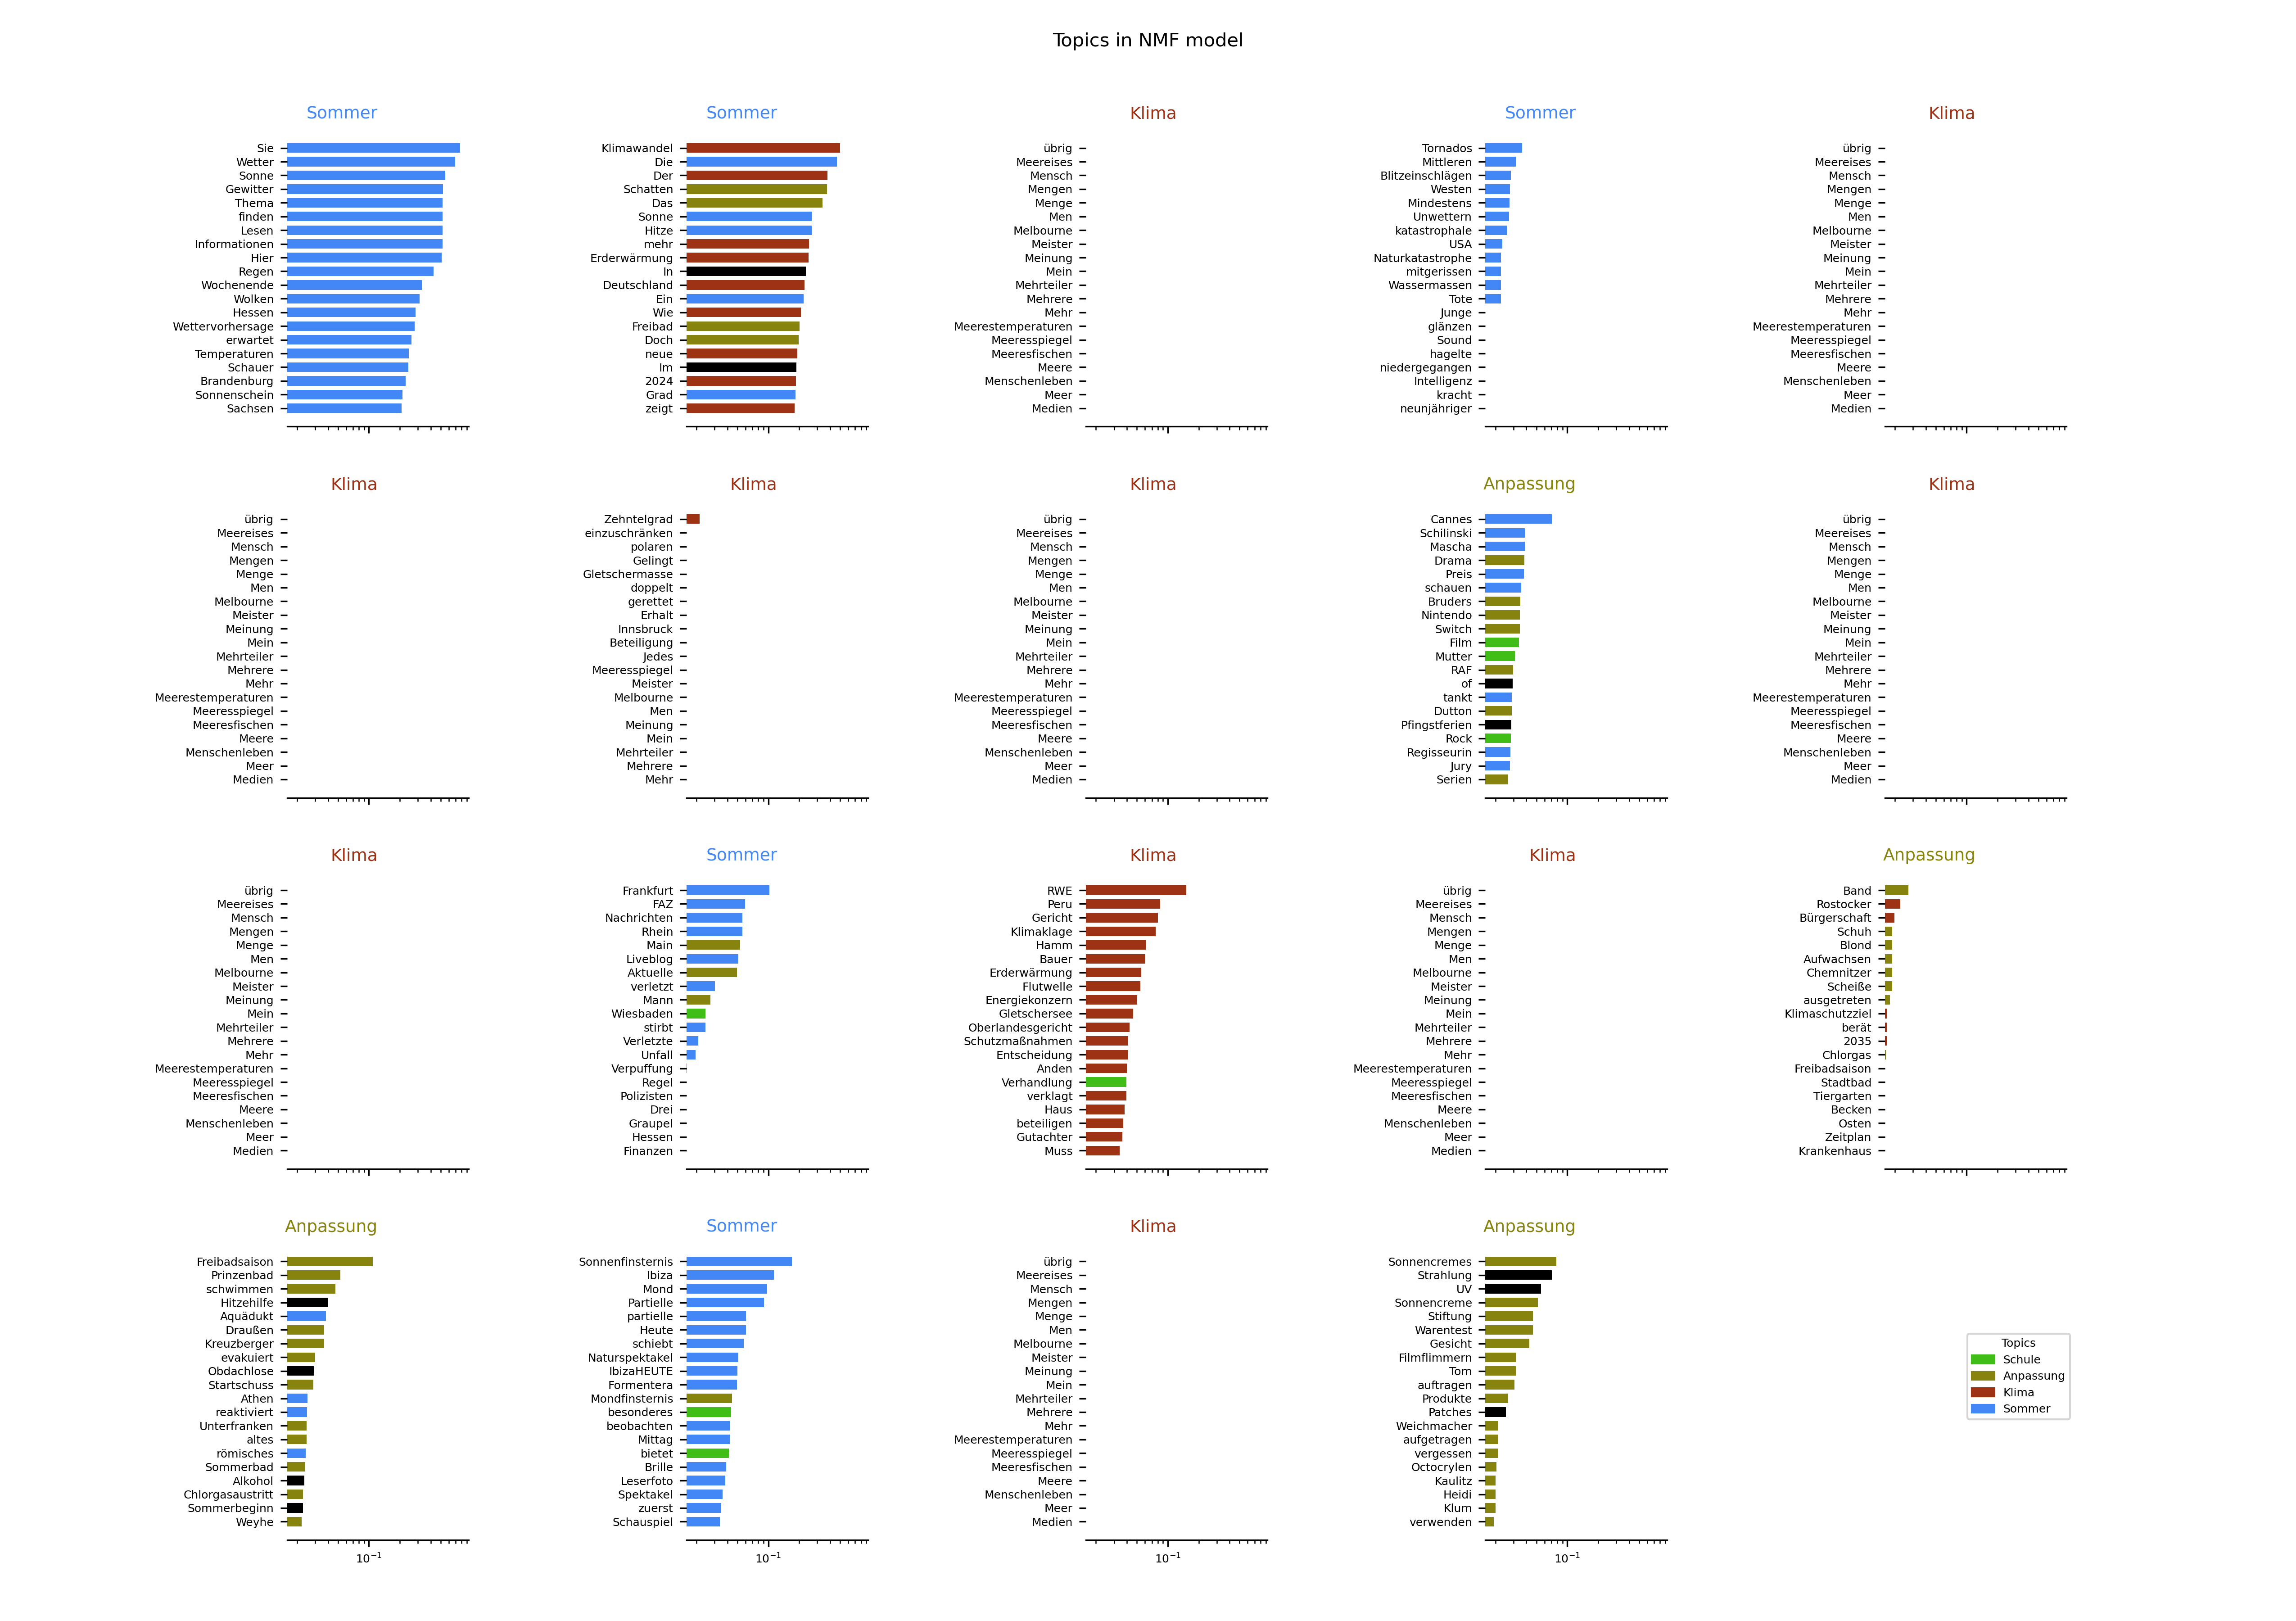 Topics in NMF model
Sommer
Sie
Wetter
Sonne
Gewitter
Thema
finden
Lesen
Informationen
Hier
Regen
Wochenende
Wolken
Hessen
Wettervorhersage
erwartet
Temperaturen
Schauer
Brandenburg
Sonnenschein
Sachsen
Sommer
Klimawandel
Die
Der
Schatten
Das
Sonne
Hitze
mehr
Erderwärmung
In
Deutschland
Ein
Wie
Freibad
Doch
neue
Im
2024
Grad
zeigt
Klima
übrig
Meereises
Mensch
Mengen
Menge
Men
Melbourne
Meister
Meinung
Mein
Mehrteiler
Mehrere
Mehr
Meerestemperaturen
Meeresspiegel
Meeresfischen
Meere
Menschenleben
Meer
Medien
Sommer
Tornados
Mittleren
Blitzeinschlägen
Westen
Mindestens
Unwettern
katastrophale
USA
Naturkatastrophe
mitgerissen
Wassermassen
Tote
Junge
glänzen
Sound
hagelte
niedergegangen
Intelligenz
kracht
neunjähriger
Klima
übrig
Meereises
Mensch
Mengen
Menge
Men
Melbourne
Meister
Meinung
Mein
Mehrteiler
Mehrere
Mehr
Meerestemperaturen
Meeresspiegel
Meeresfischen
Meere
Menschenleben
Meer
Medien
Klima
übrig
Meereises
Mensch
Mengen
Menge
Men
Melbourne
Meister
Meinung
Mein
Mehrteiler
Mehrere
Mehr
Meerestemperaturen
Meeresspiegel
Meeresfischen
Meere
Menschenleben
Meer
Medien
Klima
Zehntelgrad
einzuschränken
polaren
Gelingt
Gletschermasse
doppelt
gerettet
Erhalt
Innsbruck
Beteiligung
Jedes
Meeresspiegel
Meister
Melbourne
Men
Meinung
Mein
Mehrteiler
Mehrere
Mehr
Klima
übrig
Meereises
Mensch
Mengen
Menge
Men
Melbourne
Meister
Meinung
Mein
Mehrteiler
Mehrere
Mehr
Meerestemperaturen
Meeresspiegel
Meeresfischen
Meere
Menschenleben
Meer
Medien
Anpassung
Cannes
Schilinski
Mascha
Drama
Preis
schauen
Bruders
Nintendo
Switch
Film
Mutter
RAF
of
tankt
Dutton
Pfingstferien
Rock
Regisseurin
Jury
Serien
Klima
übrig
Meereises
Mensch
Mengen
Menge
Men
Melbourne
Meister
Meinung
Mein
Mehrteiler
Mehrere
Mehr
Meerestemperaturen
Meeresspiegel
Meeresfischen
Meere
Menschenleben
Meer
Medien
Klima
übrig
Meereises
Mensch
Mengen
Menge
Men
Melbourne
Meister
Meinung
Mein
Mehrteiler
Mehrere
Mehr
Meerestemperaturen
Meeresspiegel
Meeresfischen
Meere
Menschenleben
Meer
Medien
Sommer
Frankfurt
FAZ
Nachrichten
Rhein
Main
Liveblog
Aktuelle
verletzt
Mann
Wiesbaden
stirbt
Verletzte
Unfall
Verpuffung
Regel
Polizisten
Drei
Graupel
Hessen
Finanzen
Klima
RWE
Peru
Gericht
Klimaklage
Hamm
Bauer
Erderwärmung
Flutwelle
Energiekonzern
Gletschersee
Oberlandesgericht
Schutzmaßnahmen
Entscheidung
Anden
Verhandlung
verklagt
Haus
beteiligen
Gutachter
Muss
Klima
übrig
Meereises
Mensch
Mengen
Menge
Men
Melbourne
Meister
Meinung
Mein
Mehrteiler
Mehrere
Mehr
Meerestemperaturen
Meeresspiegel
Meeresfischen
Meere
Menschenleben
Meer
Medien
Anpassung
Band
Rostocker
Bürgerschaft
Schuh
Blond
Aufwachsen
Chemnitzer
Scheiße
ausgetreten
Klimaschutzziel
berät
2035
Chlorgas
Freibadsaison
Stadtbad
Tiergarten
Becken
Osten
Zeitplan
Krankenhaus
Anpassung
Freibadsaison
Prinzenbad
schwimmen
Hitzehilfe
Aquädukt
Draußen
Kreuzberger
evakuiert
Obdachlose
Startschuss
Athen
reaktiviert
Unterfranken
altes
römisches
Sommerbad
Alkohol
Chlorgasaustritt
Sommerbeginn
Weyhe
10⁻¹
Sommer
Sonnenfinsternis
Ibiza
Mond
Partielle
partielle
Heute
schiebt
Naturspektakel
IbizaHEUTE
Formentera
Mondfinsternis
besonderes
beobachten
Mittag
bietet
Brille
Leserfoto
Spektakel
zuerst
Schauspiel
10⁻¹
Klima
übrig
Meereises
Mensch
Mengen
Menge
Men
Melbourne
Meister
Meinung
Mein
Mehrteiler
Mehrere
Mehr
Meerestemperaturen
Meeresspiegel
Meeresfischen
Meere
Menschenleben
Meer
Medien
10⁻¹
Anpassung
Sonnencremes
Strahlung
UV
Sonnencreme
Stiftung
Warentest
Gesicht
Filmflimmern
Tom
auftragen
Produkte
Patches
Weichmacher
aufgetragen
vergessen
Octocrylen
Kaulitz
Heidi
Klum
verwenden
10⁻¹
Topics
Schule
Anpassung
Klima
Sommer